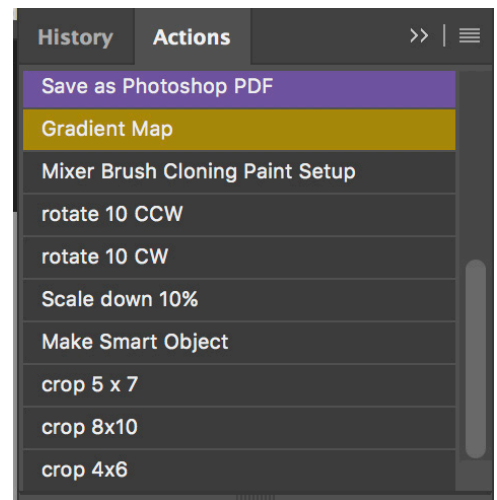 History Actions
Save as Photoshop PDF
Gradient Map
Mixer Brush Cloning Paint Setup
rotate 10 CCW
rotate 10 CW
Scale down 10%
Make Smart Object
crop 5 x 7
crop 8x10
crop 4x6